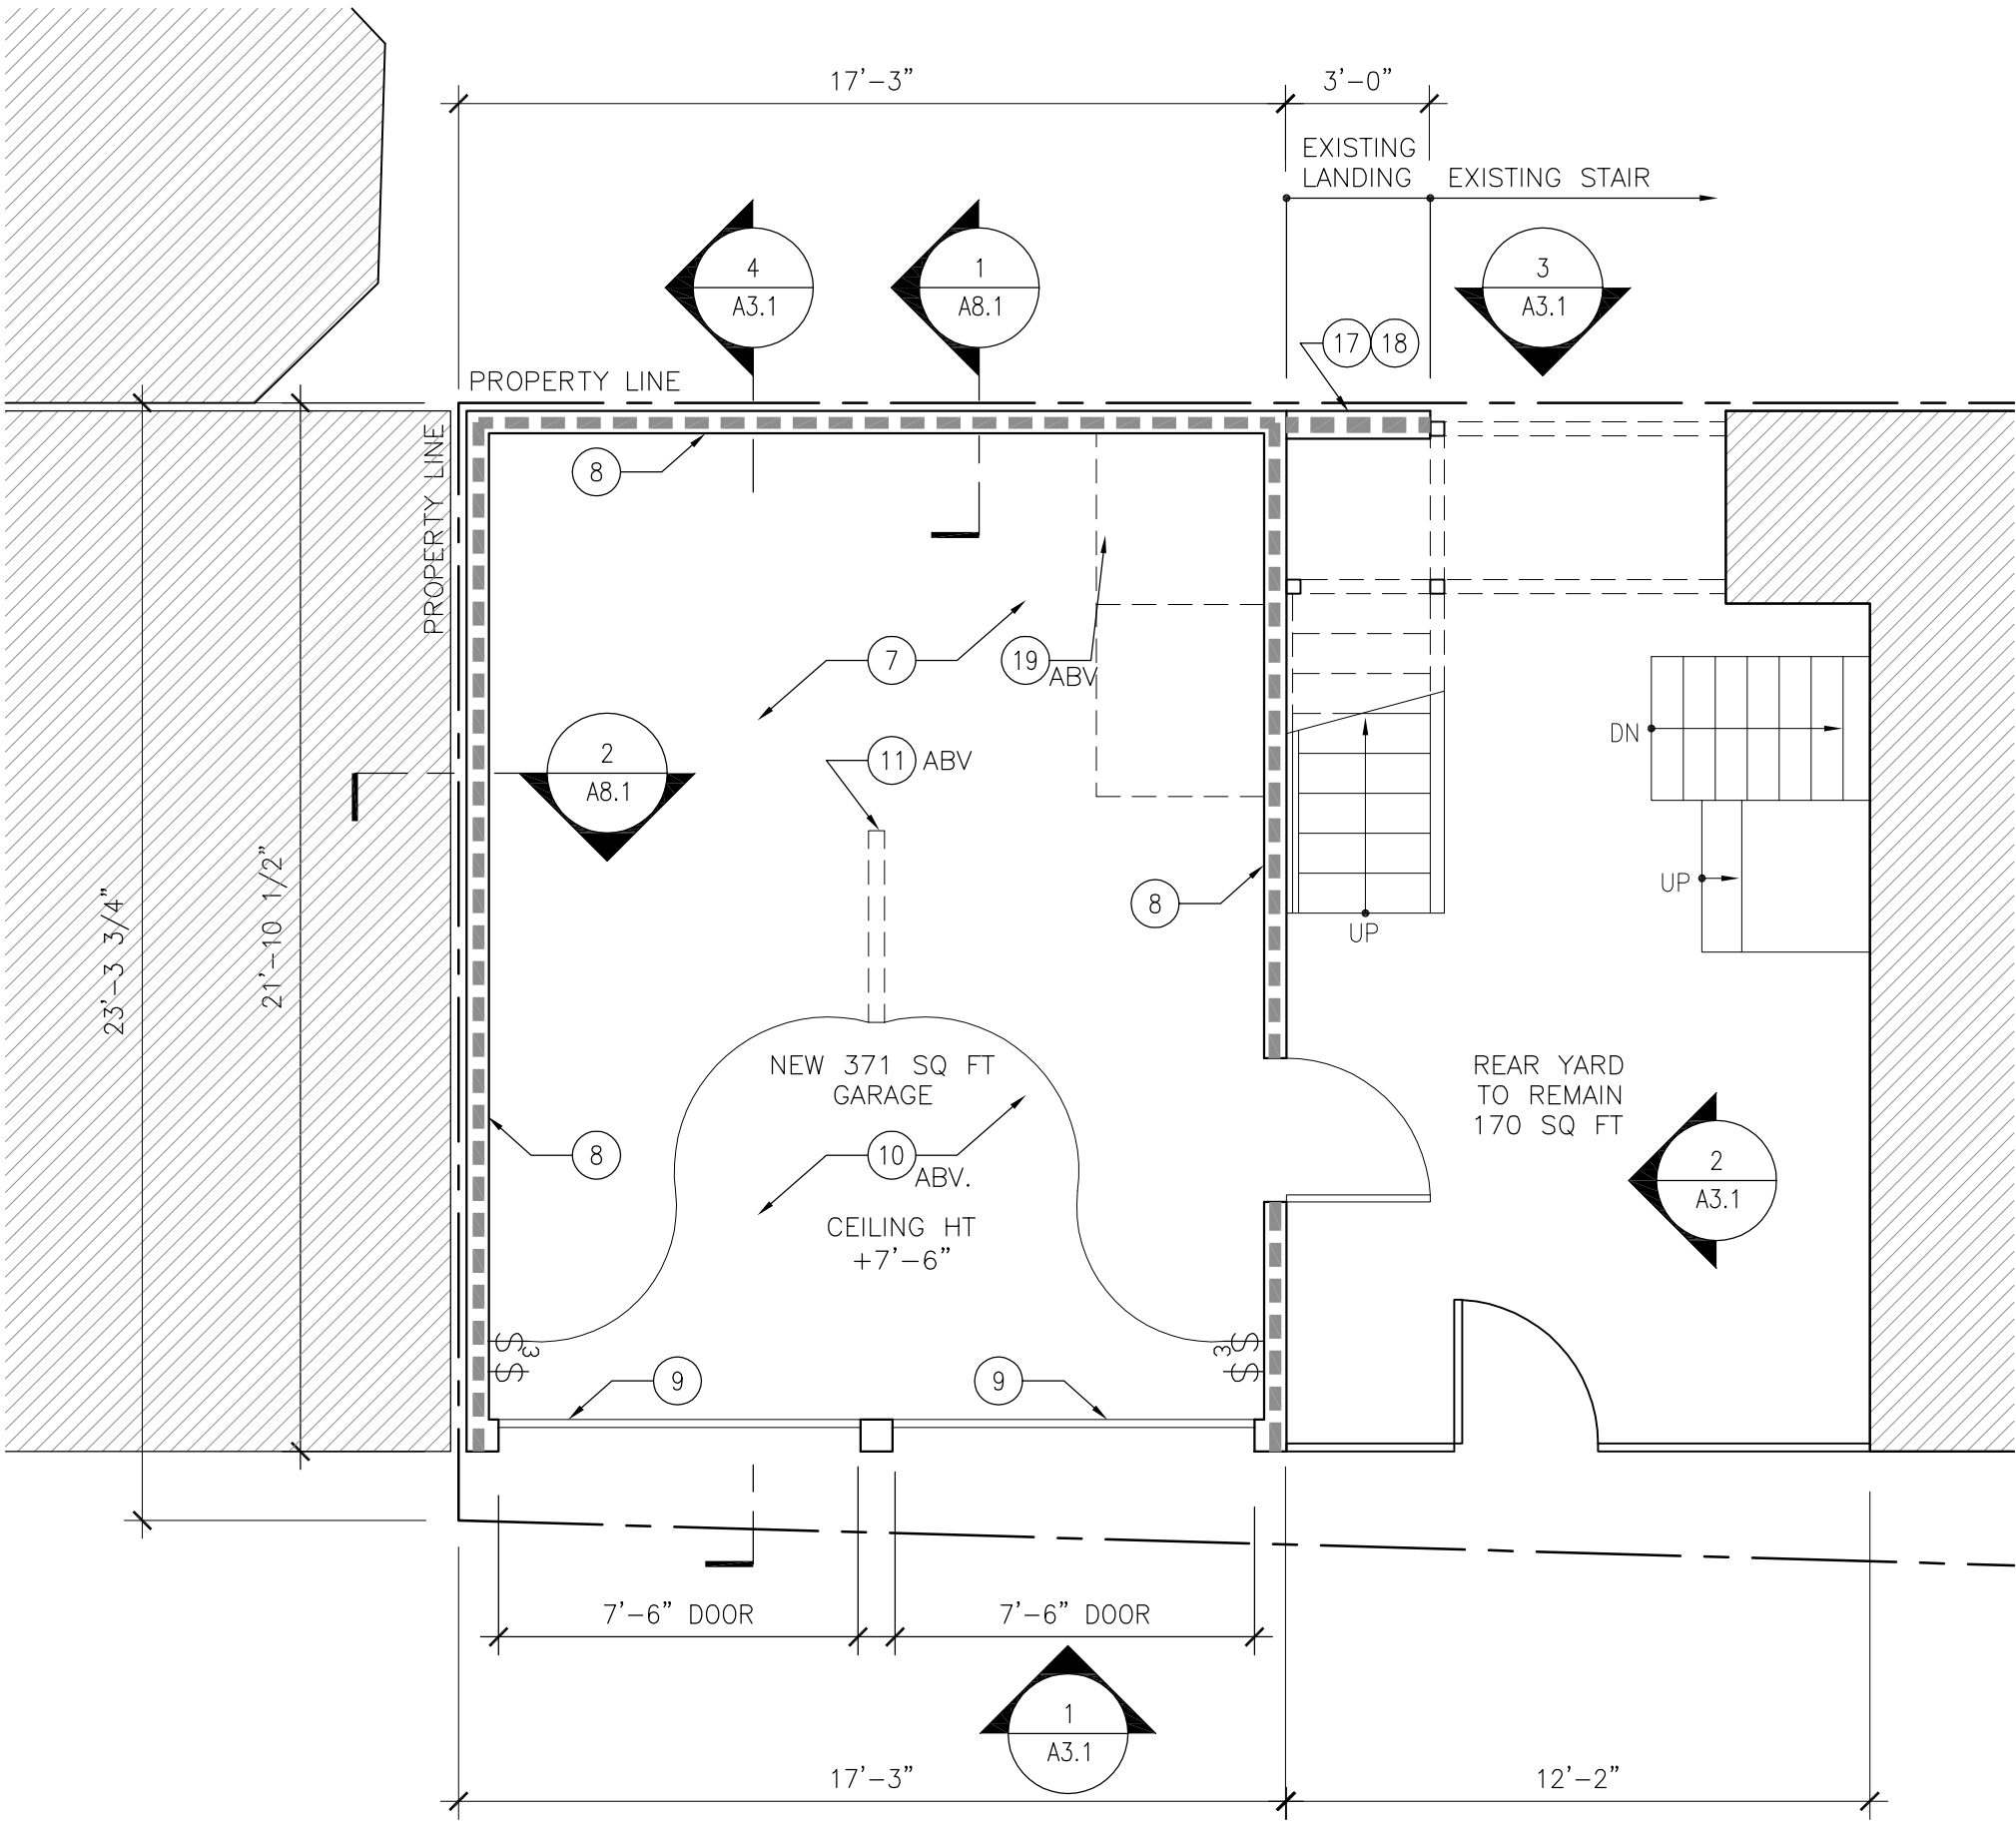 17'-3"
3'-0"
EXISTING
LANDING
EXISTING STAIR
4
A3.1
1
A8.1
3
A3.1
17
18
PROPERTY LINE
PROPERTY LINE
8
7
19
ABV
2
A8.1
11
ABV
DN
UP
8
UP
23'-3 3/4"
21'-10 1/2"
NEW 371 SQ FT
GARAGE
REAR YARD
TO REMAIN
170 SQ FT
8
10
ABV.
2
A3.1
CEILING HT
+7'-6"
$
$
3
$
$
3
9
9
7'-6" DOOR
7'-6" DOOR
1
A3.1
17'-3"
12'-2"